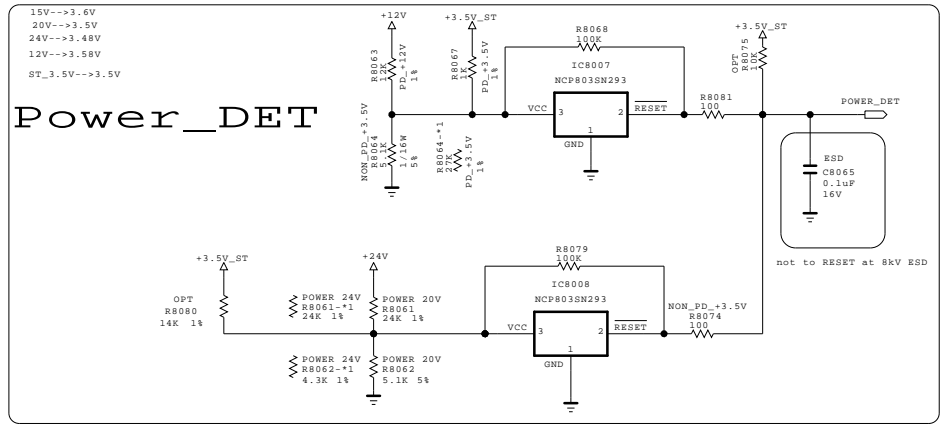 15V-->3.6V
20V-->3.5V
24V-->3.48V
12V-->3.58V
ST_3.5V-->3.5V
Power_DET
+12V
R8063
12K
PD_+12V
1%
+3.5V_ST
R8067
1K
PD_+3.5V
1%
R8068
100K
IC8007
NCP803SN293
VCC
3
2
RESET
1
GND
R8081
100
+3.5V_ST
OPT
R8075
10K
POWER_DET
NON_PD_+3.5V
R8064
5.1K
1/16W
5%
R8064-*1
27K
PD_+3.5V
1%
ESD
C8065
0.1uF
16V
not to RESET at 8kV ESD
+3.5V_ST
OPT
R8080
14K 1%
+24V
POWER 24V
R8061-*1
24K 1%
POWER 20V
R8061
24K 1%
POWER 24V
R8062-*1
4.3K 1%
POWER 20V
R8062
5.1K 5%
R8079
100K
IC8008
NCP803SN293
VCC
3
2
RESET
1
GND
NON_PD_+3.5V
R8074
100